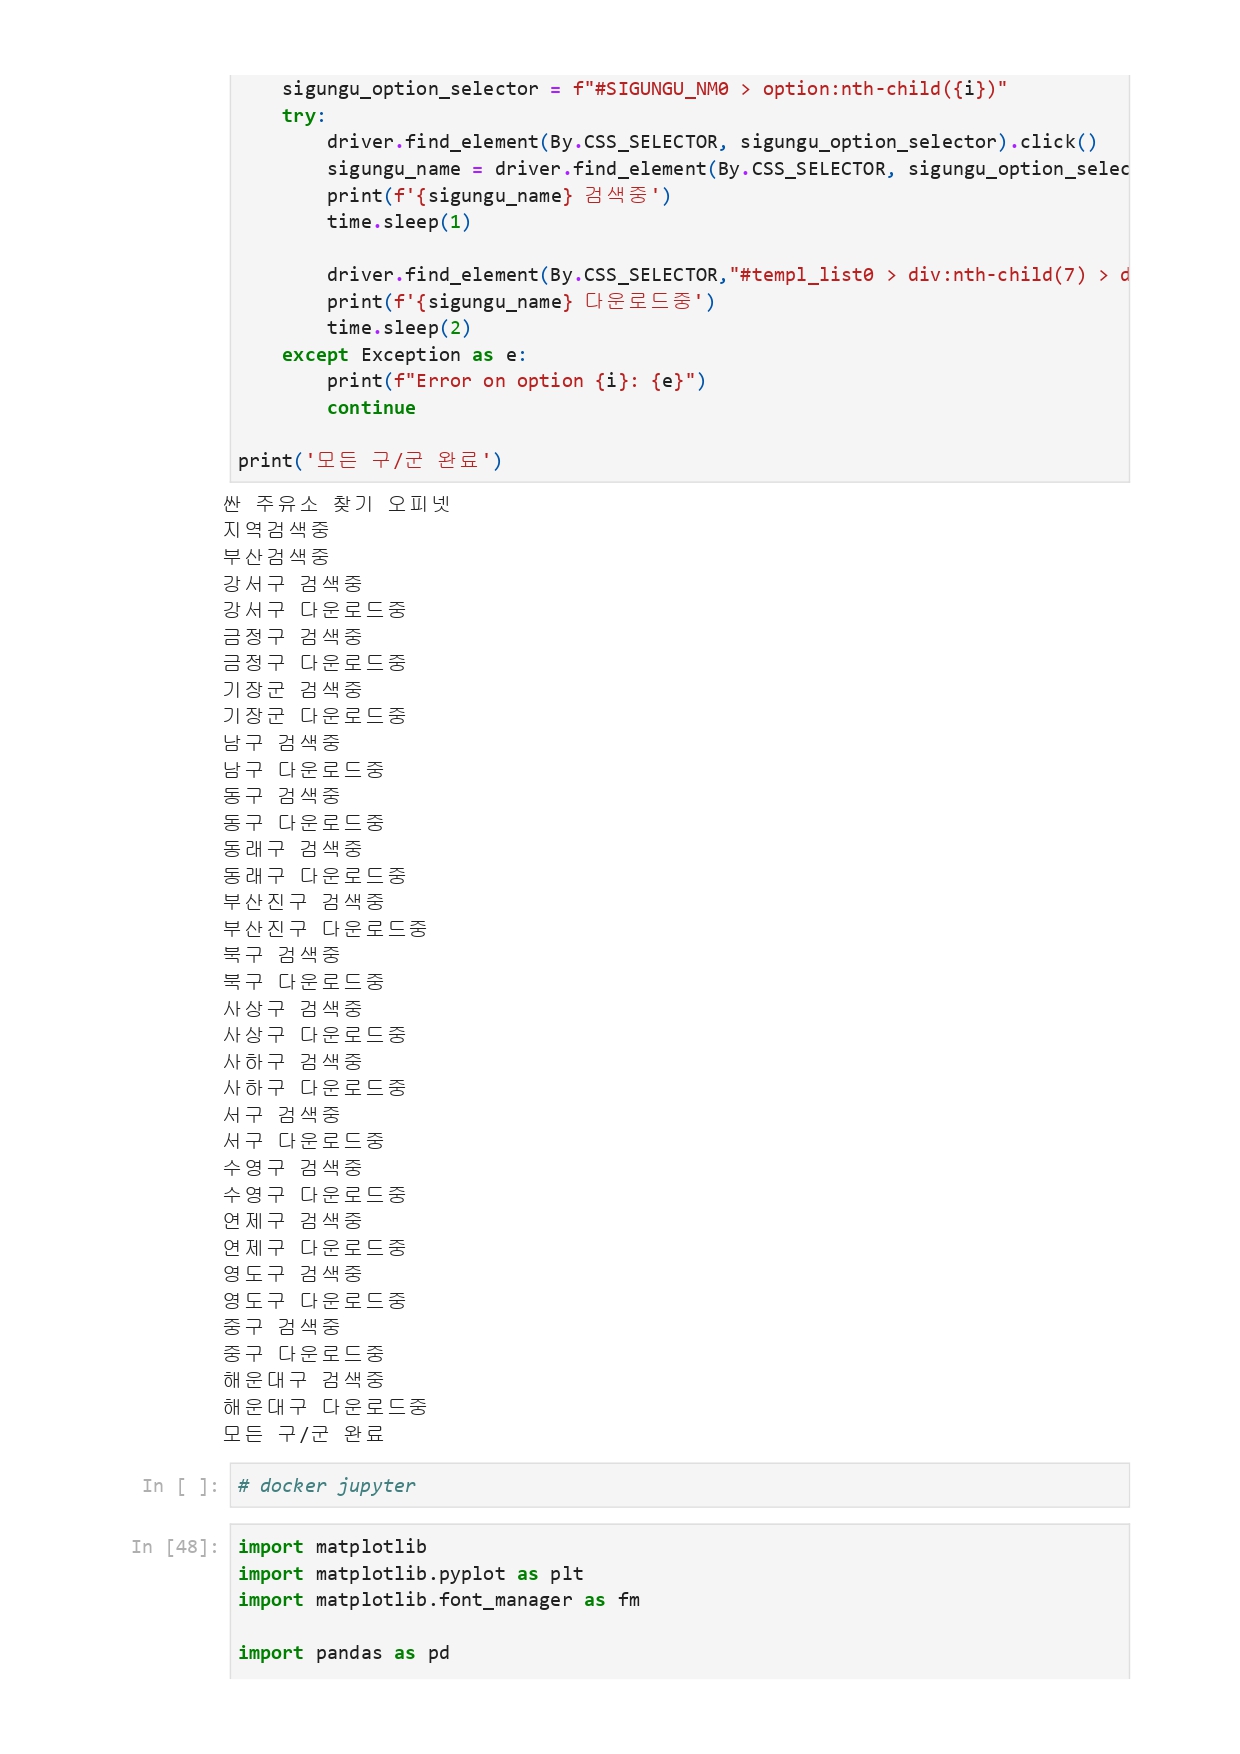 sigungu_option_selector = f"#SIGUNGU_NM0 > option:nth-child({i})"
try:
driver.find_element(By.CSS_SELECTOR, sigungu_option_selector).click()
sigungu_name = driver.find_element(By.CSS_SELECTOR, sigungu_option_selec
print(f'{sigungu_name} 검색중')
time.sleep(1)
driver.find_element(By.CSS_SELECTOR,"#templ_list0 > div:nth-child(7) > d
print(f'{sigungu_name} 다운로드중')
time.sleep(2)
except Exception as e:
print(f"Error on option {i}: {e}")
continue
print('모든 구/군 완료')
싼 주유소 찾기 오피넷
지역검색중
부산검색중
강서구 검색중
강서구 다운로드중
금정구 검색중
금정구 다운로드중
기장군 검색중
기장군 다운로드중
남구 검색중
남구 다운로드중
동구 검색중
동구 다운로드중
동래구 검색중
동래구 다운로드중
부산진구 검색중
부산진구 다운로드중
북구 검색중
북구 다운로드중
사상구 검색중
사상구 다운로드중
사하구 검색중
사하구 다운로드중
서구 검색중
서구 다운로드중
수영구 검색중
수영구 다운로드중
연제구 검색중
연제구 다운로드중
영도구 검색중
영도구 다운로드중
중구 검색중
중구 다운로드중
해운대구 검색중
해운대구 다운로드중
모든 구/군 완료
In [ ]: # docker jupyter
In [48]: import matplotlib
import matplotlib.pyplot as plt
import matplotlib.font_manager as fm
import pandas as pd